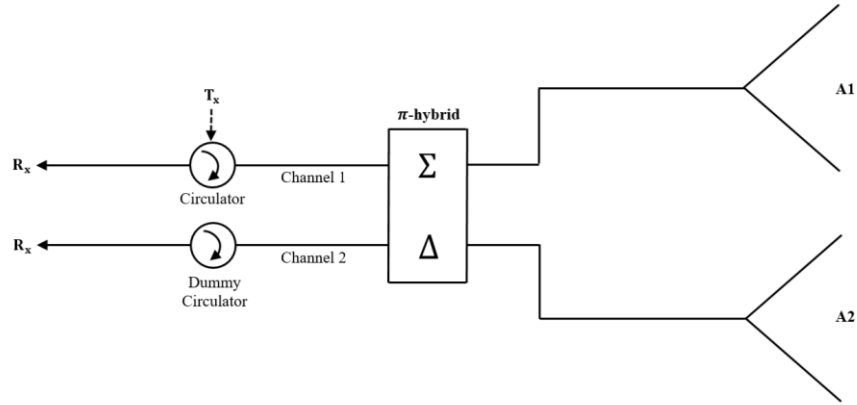 A1
Tx
π-hybrid
Rx
Σ
Channel 1
Circulator
Rx
Δ
Channel 2
Dummy
Circulator
A2